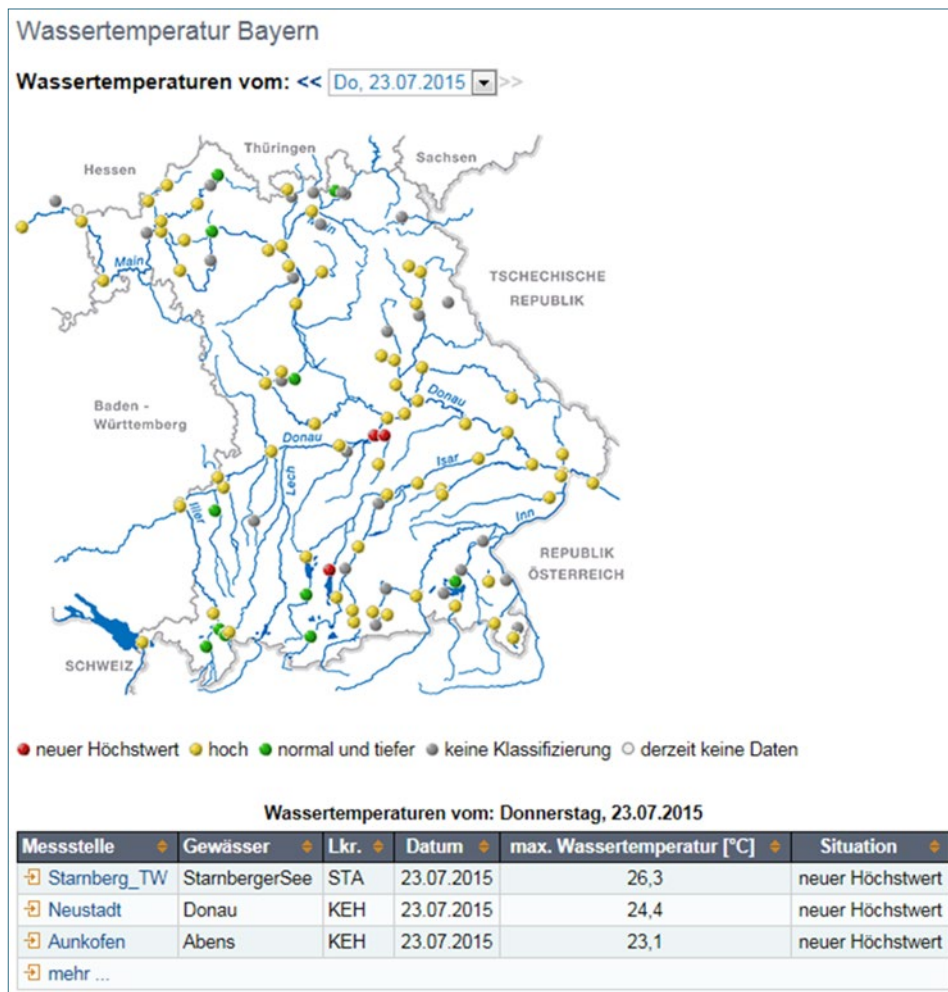 Wassertemperatur Bayern
Wassertemperaturen vom: << Do, 23.07.2015 >>
Thüringen
Sachsen
Hessen
Main
Main
TSCHECHISCHE
REPUBLIK
Baden -
Württemberg
Donau
Donau
Isar
Lech
Iller
Inn
REPUBLIK
ÖSTERREICH
SCHWEIZ
neuer Höchstwert hoch normal und tiefer keine Klassifizierung derzeit keine Daten
Wassertemperaturen vom: Donnerstag, 23.07.2015
Messstelle Gewässer Lkr. Datum max. Wassertemperatur [°C] Situation
Starnberg_TW StarnbergerSee STA 23.07.2015 26,3 neuer Höchstwert
Neustadt Donau KEH 23.07.2015 24,4 neuer Höchstwert
Aunkofen Abens KEH 23.07.2015 23,1 neuer Höchstwert
mehr ...